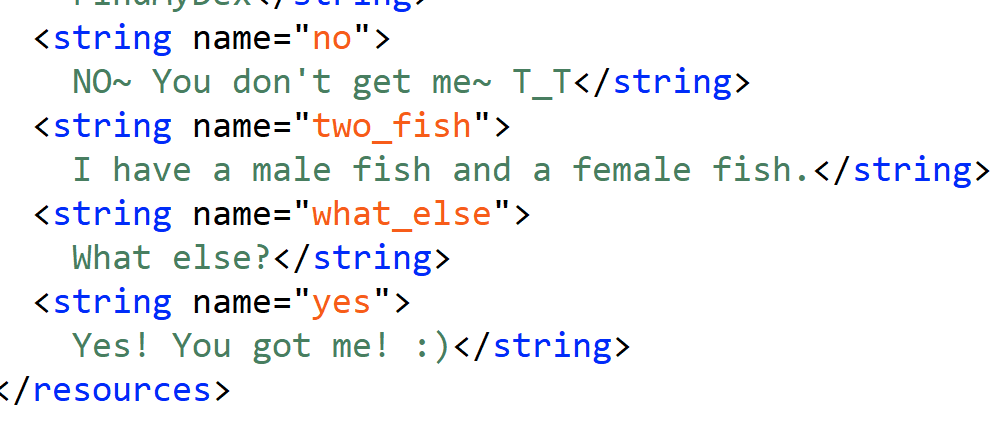 FindMyDex</string>
<string name="no">
NO~ You don't get me~ T_T</string>
<string name="two_fish">
I have a male fish and a female fish.</string>
<string name="what_else">
What else?</string>
<string name="yes">
Yes! You got me! :)</string>
</resources>